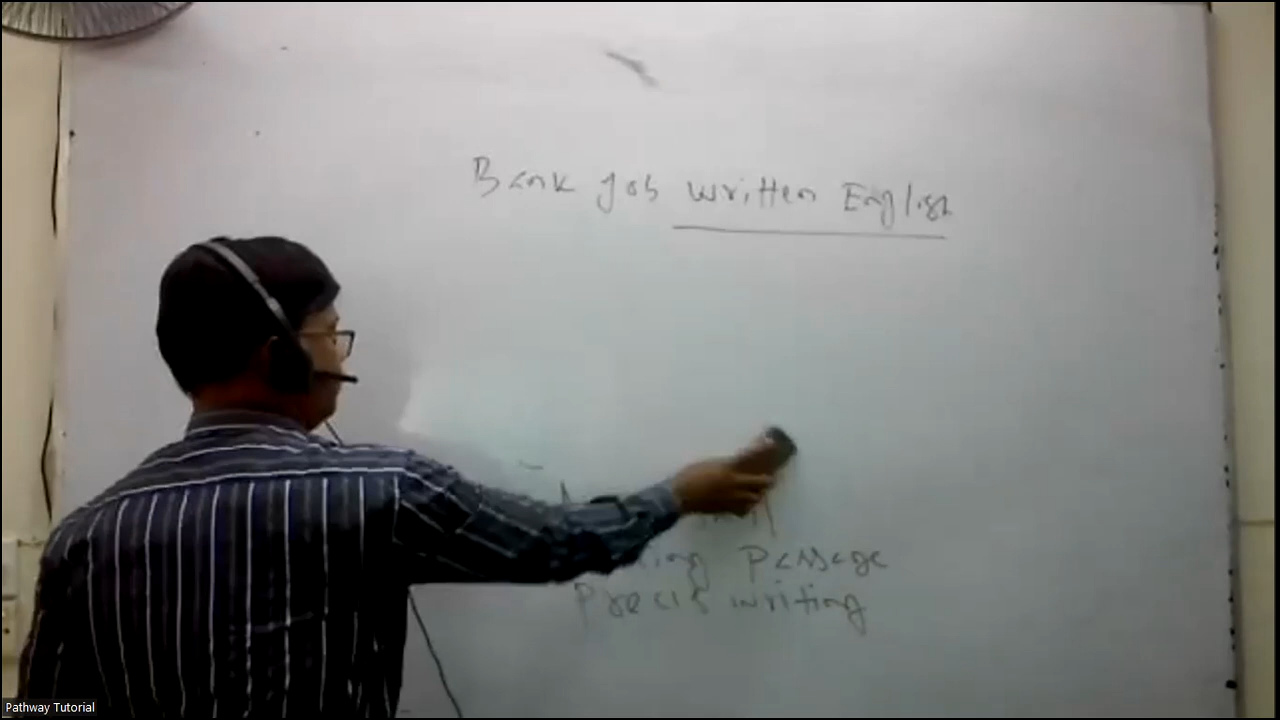 Bank Job Written English
Passage
Precis writing
Pathway Tutorial